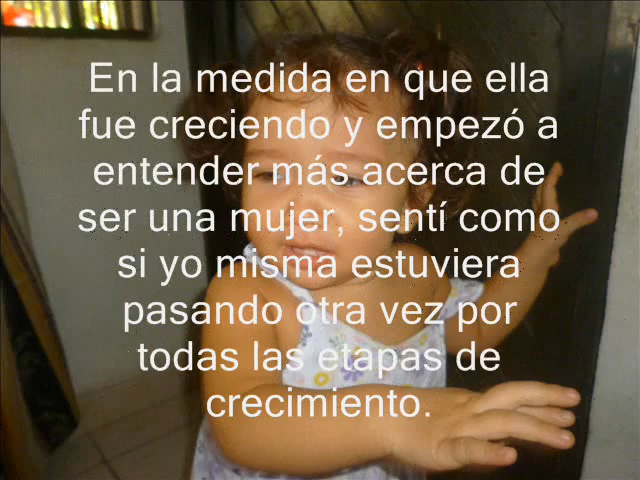 En la medida en que ella
fue creciendo y empezó a
entender más acerca de
ser una mujer, sentí como
si yo misma estuviera
pasando otra vez por
todas las etapas de
crecimiento.